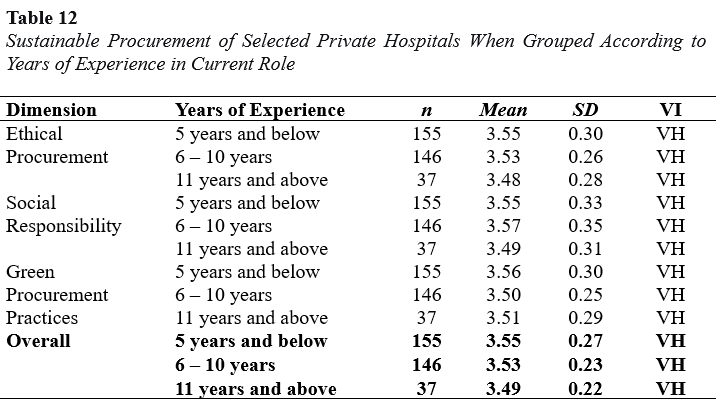 Table 12
Sustainable Procurement of Selected Private Hospitals When Grouped According to
Years of Experience in Current Role
Dimension Years of Experience n Mean SD VI
Ethical 5 years and below 155 3.55 0.30 VH
Procurement 6 – 10 years 146 3.53 0.26 VH
11 years and above 37 3.48 0.28 VH
Social 5 years and below 155 3.55 0.33 VH
Responsibility 6 – 10 years 146 3.57 0.35 VH
11 years and above 37 3.49 0.31 VH
Green 5 years and below 155 3.56 0.30 VH
Procurement 6 – 10 years 146 3.50 0.25 VH
Practices 11 years and above 37 3.51 0.29 VH
Overall 5 years and below 155 3.55 0.27 VH
6 – 10 years 146 3.53 0.23 VH
11 years and above 37 3.49 0.22 VH